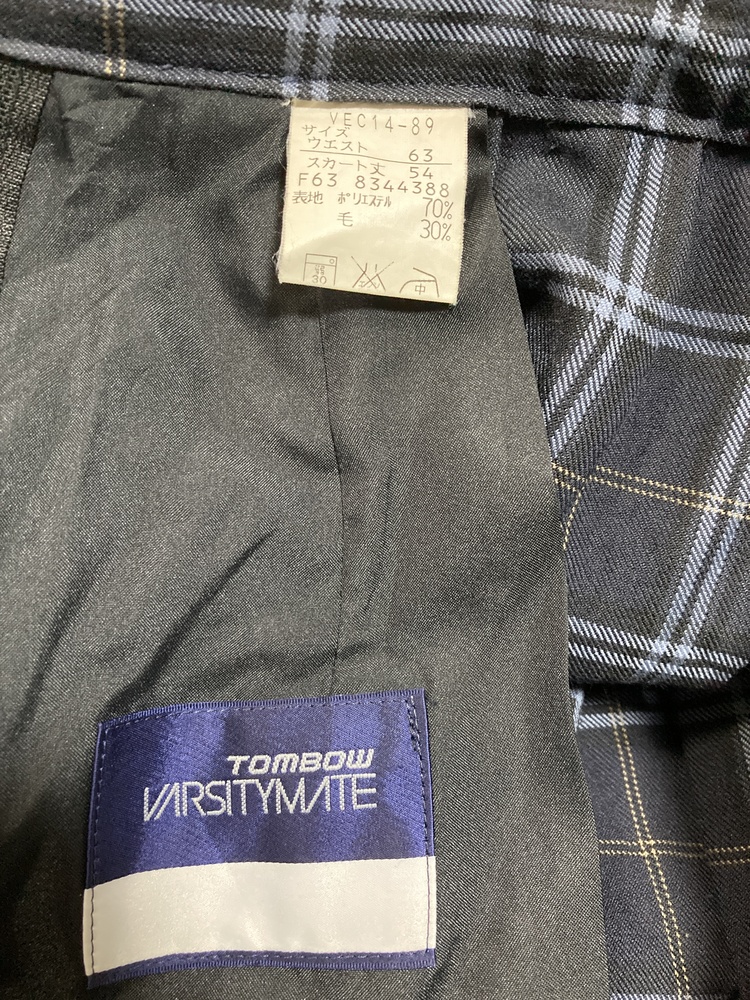 VEC14-89
サイズ
ウエスト 63
スカート丈 54
F63 8344388
表地 ポリエステル 70%
毛 30%
30
中
TOMBOW
VARSITYMATE